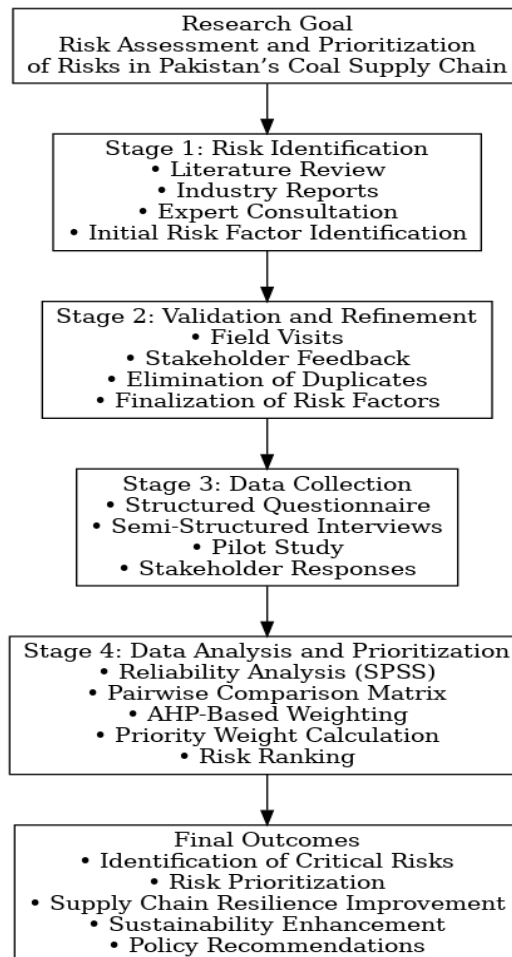 Research Goal
Risk Assessment and Prioritization
of Risks in Pakistan's Coal Supply Chain
Stage 1: Risk Identification
• Literature Review
• Industry Reports
• Expert Consultation
• Initial Risk Factor Identification
Stage 2: Validation and Refinement
• Field Visits
• Stakeholder Feedback
• Elimination of Duplicates
• Finalization of Risk Factors
Stage 3: Data Collection
• Structured Questionnaire
• Semi-Structured Interviews
• Pilot Study
• Stakeholder Responses
Stage 4: Data Analysis and Prioritization
• Reliability Analysis (SPSS)
• Pairwise Comparison Matrix
• AHP-Based Weighting
• Priority Weight Calculation
• Risk Ranking
Final Outcomes
• Identification of Critical Risks
• Risk Prioritization
• Supply Chain Resilience Improvement
• Sustainability Enhancement
• Policy Recommendations